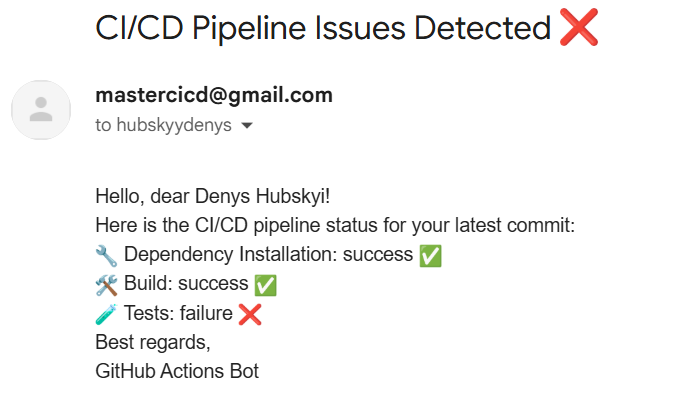 CI/CD Pipeline Issues Detected ❌
mastercicd@gmail.com
to hubskyydenys
Hello, dear Denys Hubskyi!
Here is the CI/CD pipeline status for your latest commit:
🔧 Dependency Installation: success ✅
🛠️ Build: success ✅
🧪 Tests: failure ❌
Best regards,
GitHub Actions Bot